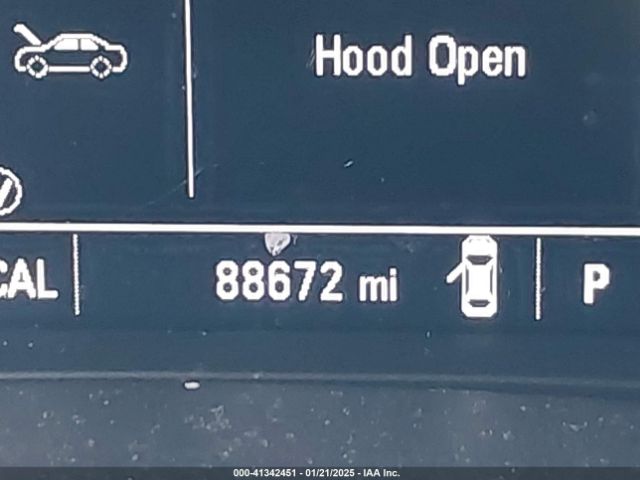 Hood Open
CAL
88672 mi
P
000-41342451 - 01/21/2025 - IAA Inc.